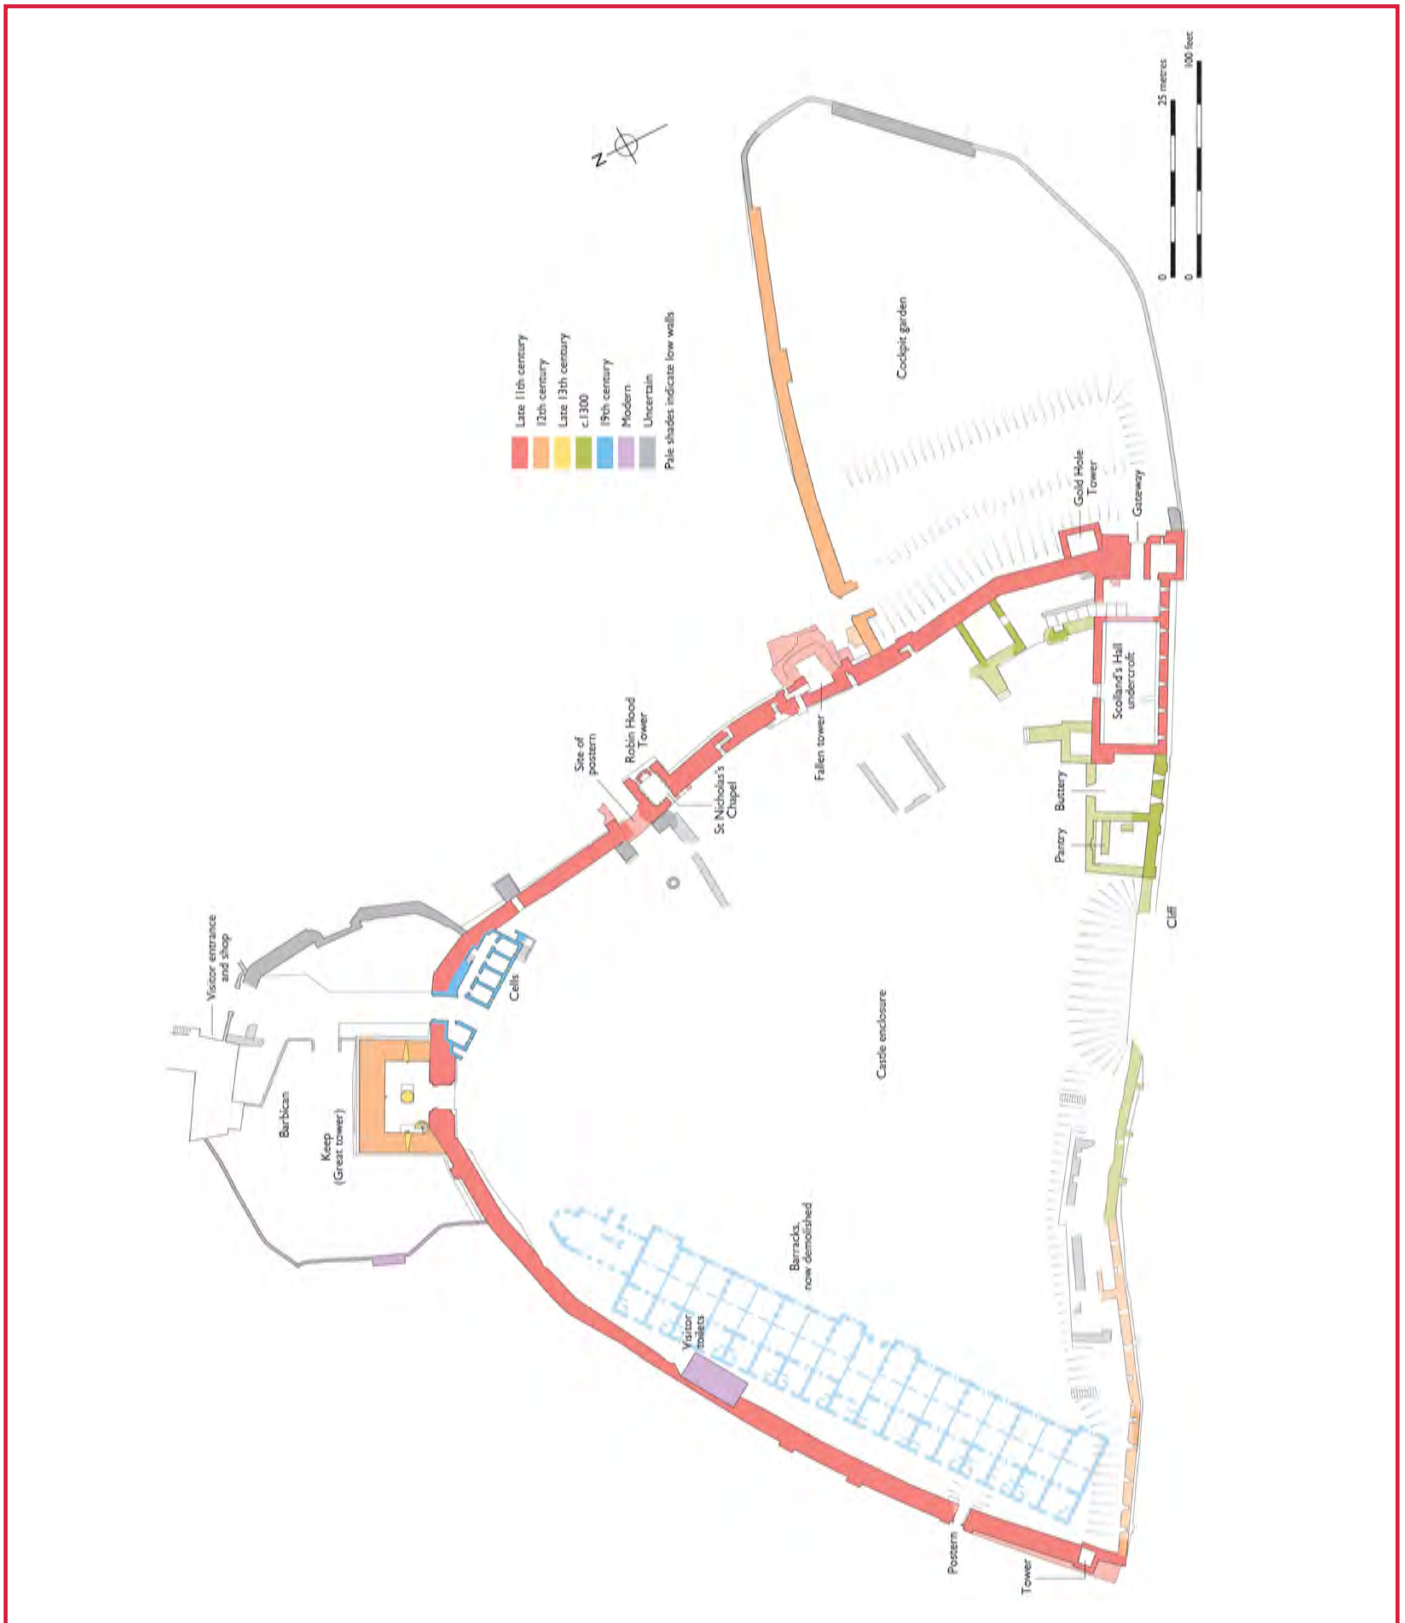 Late 11th century
12th century
Late 13th century
c.1300
19th century
Modern
Uncertain
Pale shades indicate low walls
N
0
25 metres
0
100 feet
Visitor entrance
and shop
Barbican
Keep
(Great tower)
Cells
Site of
postern
Robin Hood
Tower
St Nicholas's
Chapel
Fallen tower
Cockpit garden
Gold Hole
Tower
Gateway
Scolland's Hall
undercroft
Buttery
Pantry
Cliff
Castle enclosure
Barracks,
now demolished
Visitor
toilets
Postern
Tower